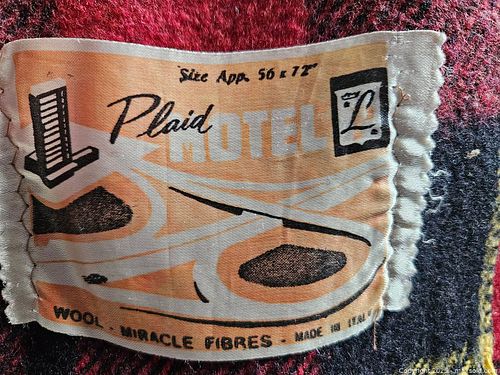 Size App. 56 x 72"
Plaid
MOTEL
L
WOOL - MIRACLE FIBRES - MADE IN ITALY